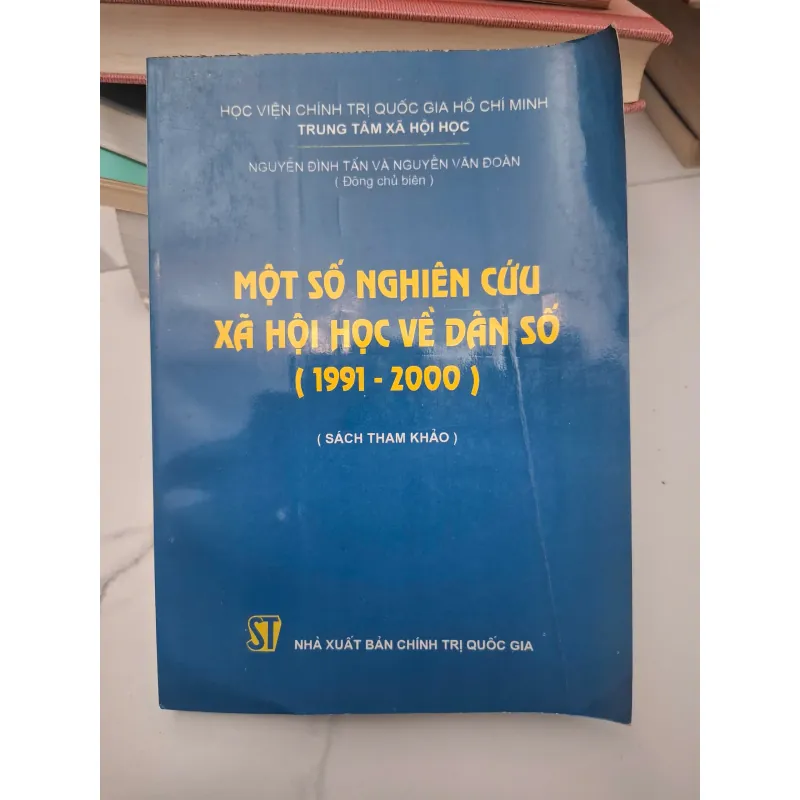 HỌC VIỆN CHÍNH TRỊ QUỐC GIA HỒ CHÍ MINH
TRUNG TÂM XÃ HỘI HỌC
NGUYỄN ĐÌNH TẤN VÀ NGUYỄN VĂN ĐOÀN
( Đồng chủ biên )
MỘT SỐ NGHIÊN CỨU
XÃ HỘI HỌC VỀ DÂN SỐ
( 1991 - 2000 )
( SÁCH THAM KHẢO )
ST
NHÀ XUẤT BẢN CHÍNH TRỊ QUỐC GIA